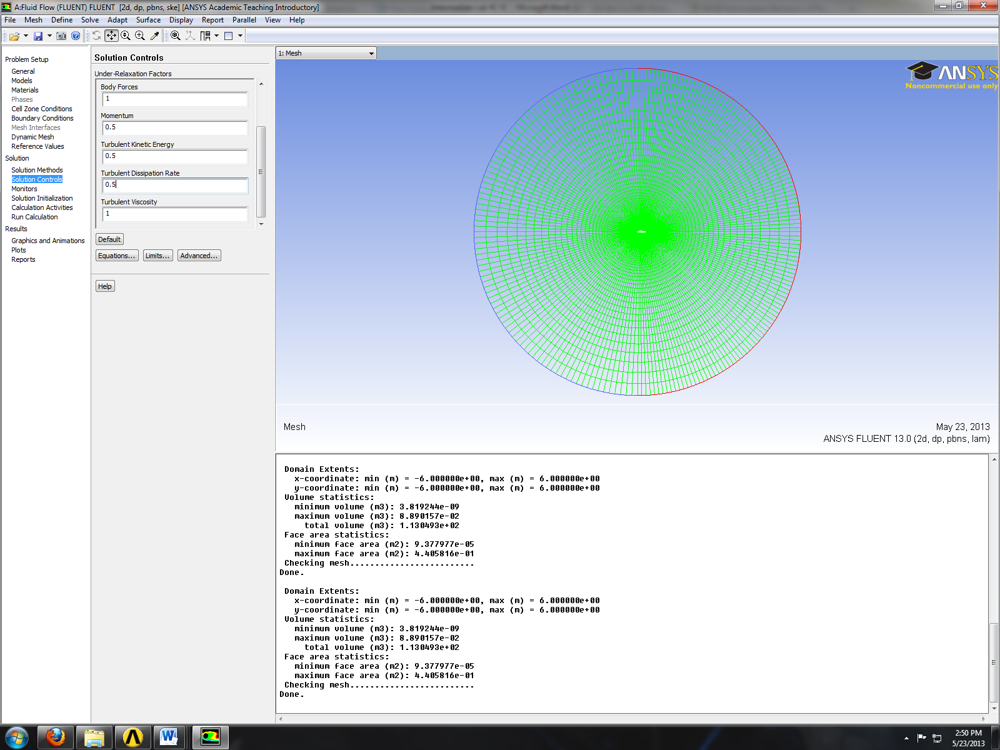 A:Fluid Flow (FLUENT) FLUENT [2d, dp, pbns, ske] [ANSYS Academic Teaching Introductory]
File Mesh Define Solve Adapt Surface Display Report Parallel View Help
Problem Setup
General
Models
Materials
Phases
Cell Zone Conditions
Boundary Conditions
Mesh Interfaces
Dynamic Mesh
Reference Values
Solution
Solution Methods
Solution Controls
Monitors
Solution Initialization
Calculation Activities
Run Calculation
Results
Graphics and Animations
Plots
Reports
Solution Controls
Under-Relaxation Factors
Body Forces
1
Momentum
0.5
Turbulent Kinetic Energy
0.5
Turbulent Dissipation Rate
0.5
Turbulent Viscosity
1
Default
Equations... Limits... Advanced...
Help
1: Mesh
ANSYS
Noncommercial use only
Mesh
May 23, 2013
ANSYS FLUENT 13.0 (2d, dp, pbns, lam)
Domain Extents:
x-coordinate: min (m) = -6.000000e+00, max (m) = 6.000000e+00
y-coordinate: min (m) = -6.000000e+00, max (m) = 6.000000e+00
Volume statistics:
minimum volume (m3): 3.819244e-09
maximum volume (m3): 8.890157e-02
total volume (m3): 1.130493e+02
Face area statistics:
minimum face area (m2): 9.377977e-05
maximum face area (m2): 4.405816e-01
Checking mesh.........................
Done.
Domain Extents:
x-coordinate: min (m) = -6.000000e+00, max (m) = 6.000000e+00
y-coordinate: min (m) = -6.000000e+00, max (m) = 6.000000e+00
Volume statistics:
minimum volume (m3): 3.819244e-09
maximum volume (m3): 8.890157e-02
total volume (m3): 1.130493e+02
Face area statistics:
minimum face area (m2): 9.377977e-05
maximum face area (m2): 4.405816e-01
Checking mesh.........................
Done.
2:50 PM
5/23/2013